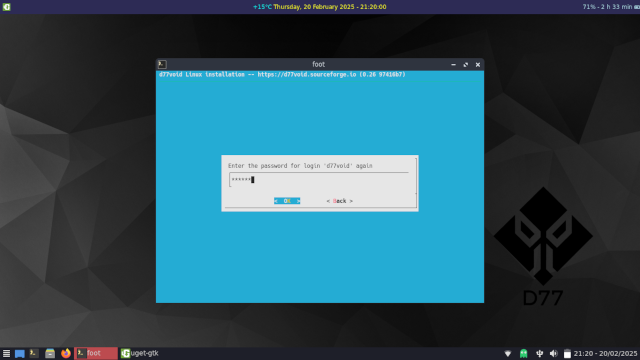 +15°C Thursday, 20 February 2025 - 21:20:00
71% - 2 h 33 min
foot
d77void Linux installation -- https://d77void.sourceforge.io (0.26 97416b7)
Enter the password for login 'd77void' again
******
< OK >
< Back >
D77
foot
uget-gtk
21:20 - 20/02/2025